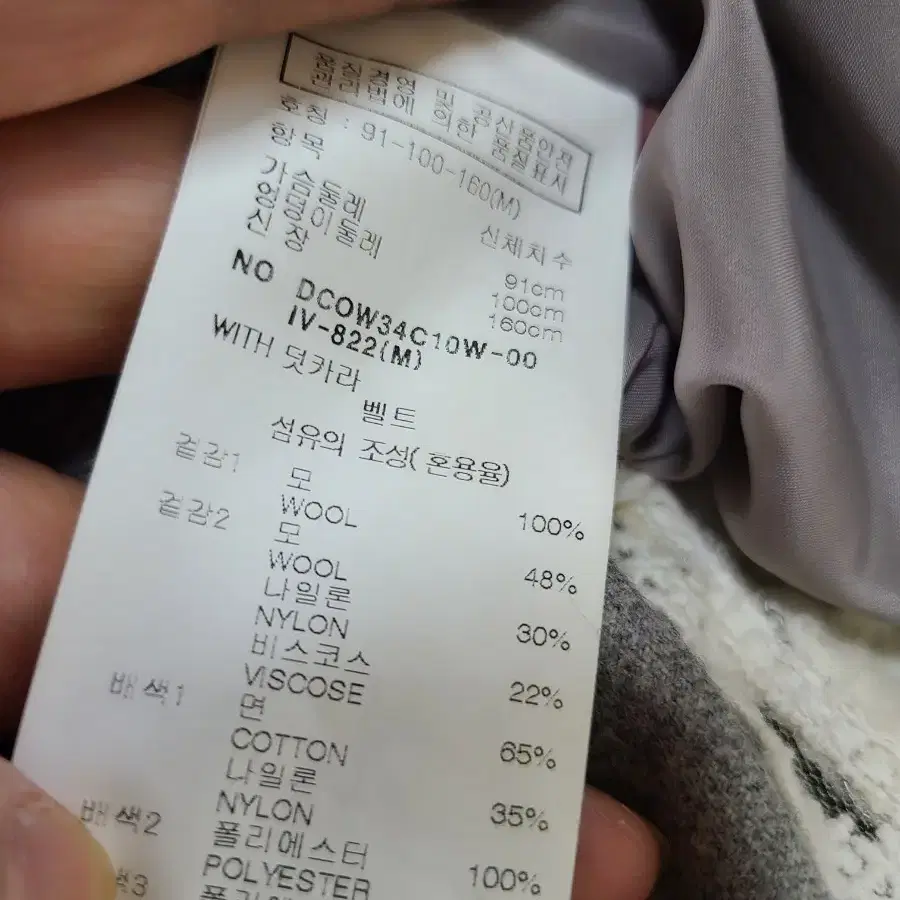 품질경영 및 공산품안전
관리법에 의한 품질표시
호칭 : 91-100-160(M)
항목 신체치수
가슴둘레 91cm
엉덩이둘레 100cm
신장 160cm
NO DCOW34C10W-00
IV-822(M)
WITH 덧카라
벨트
섬유의 조성( 혼용율)
겉감1 모
WOOL 100%
겉감2 모
WOOL 48%
나일론
NYLON 30%
비스코스
VISCOSE 22%
배색1 면
COTTON 65%
나일론
NYLON 35%
배색2 폴리에스터
POLYESTER 100%